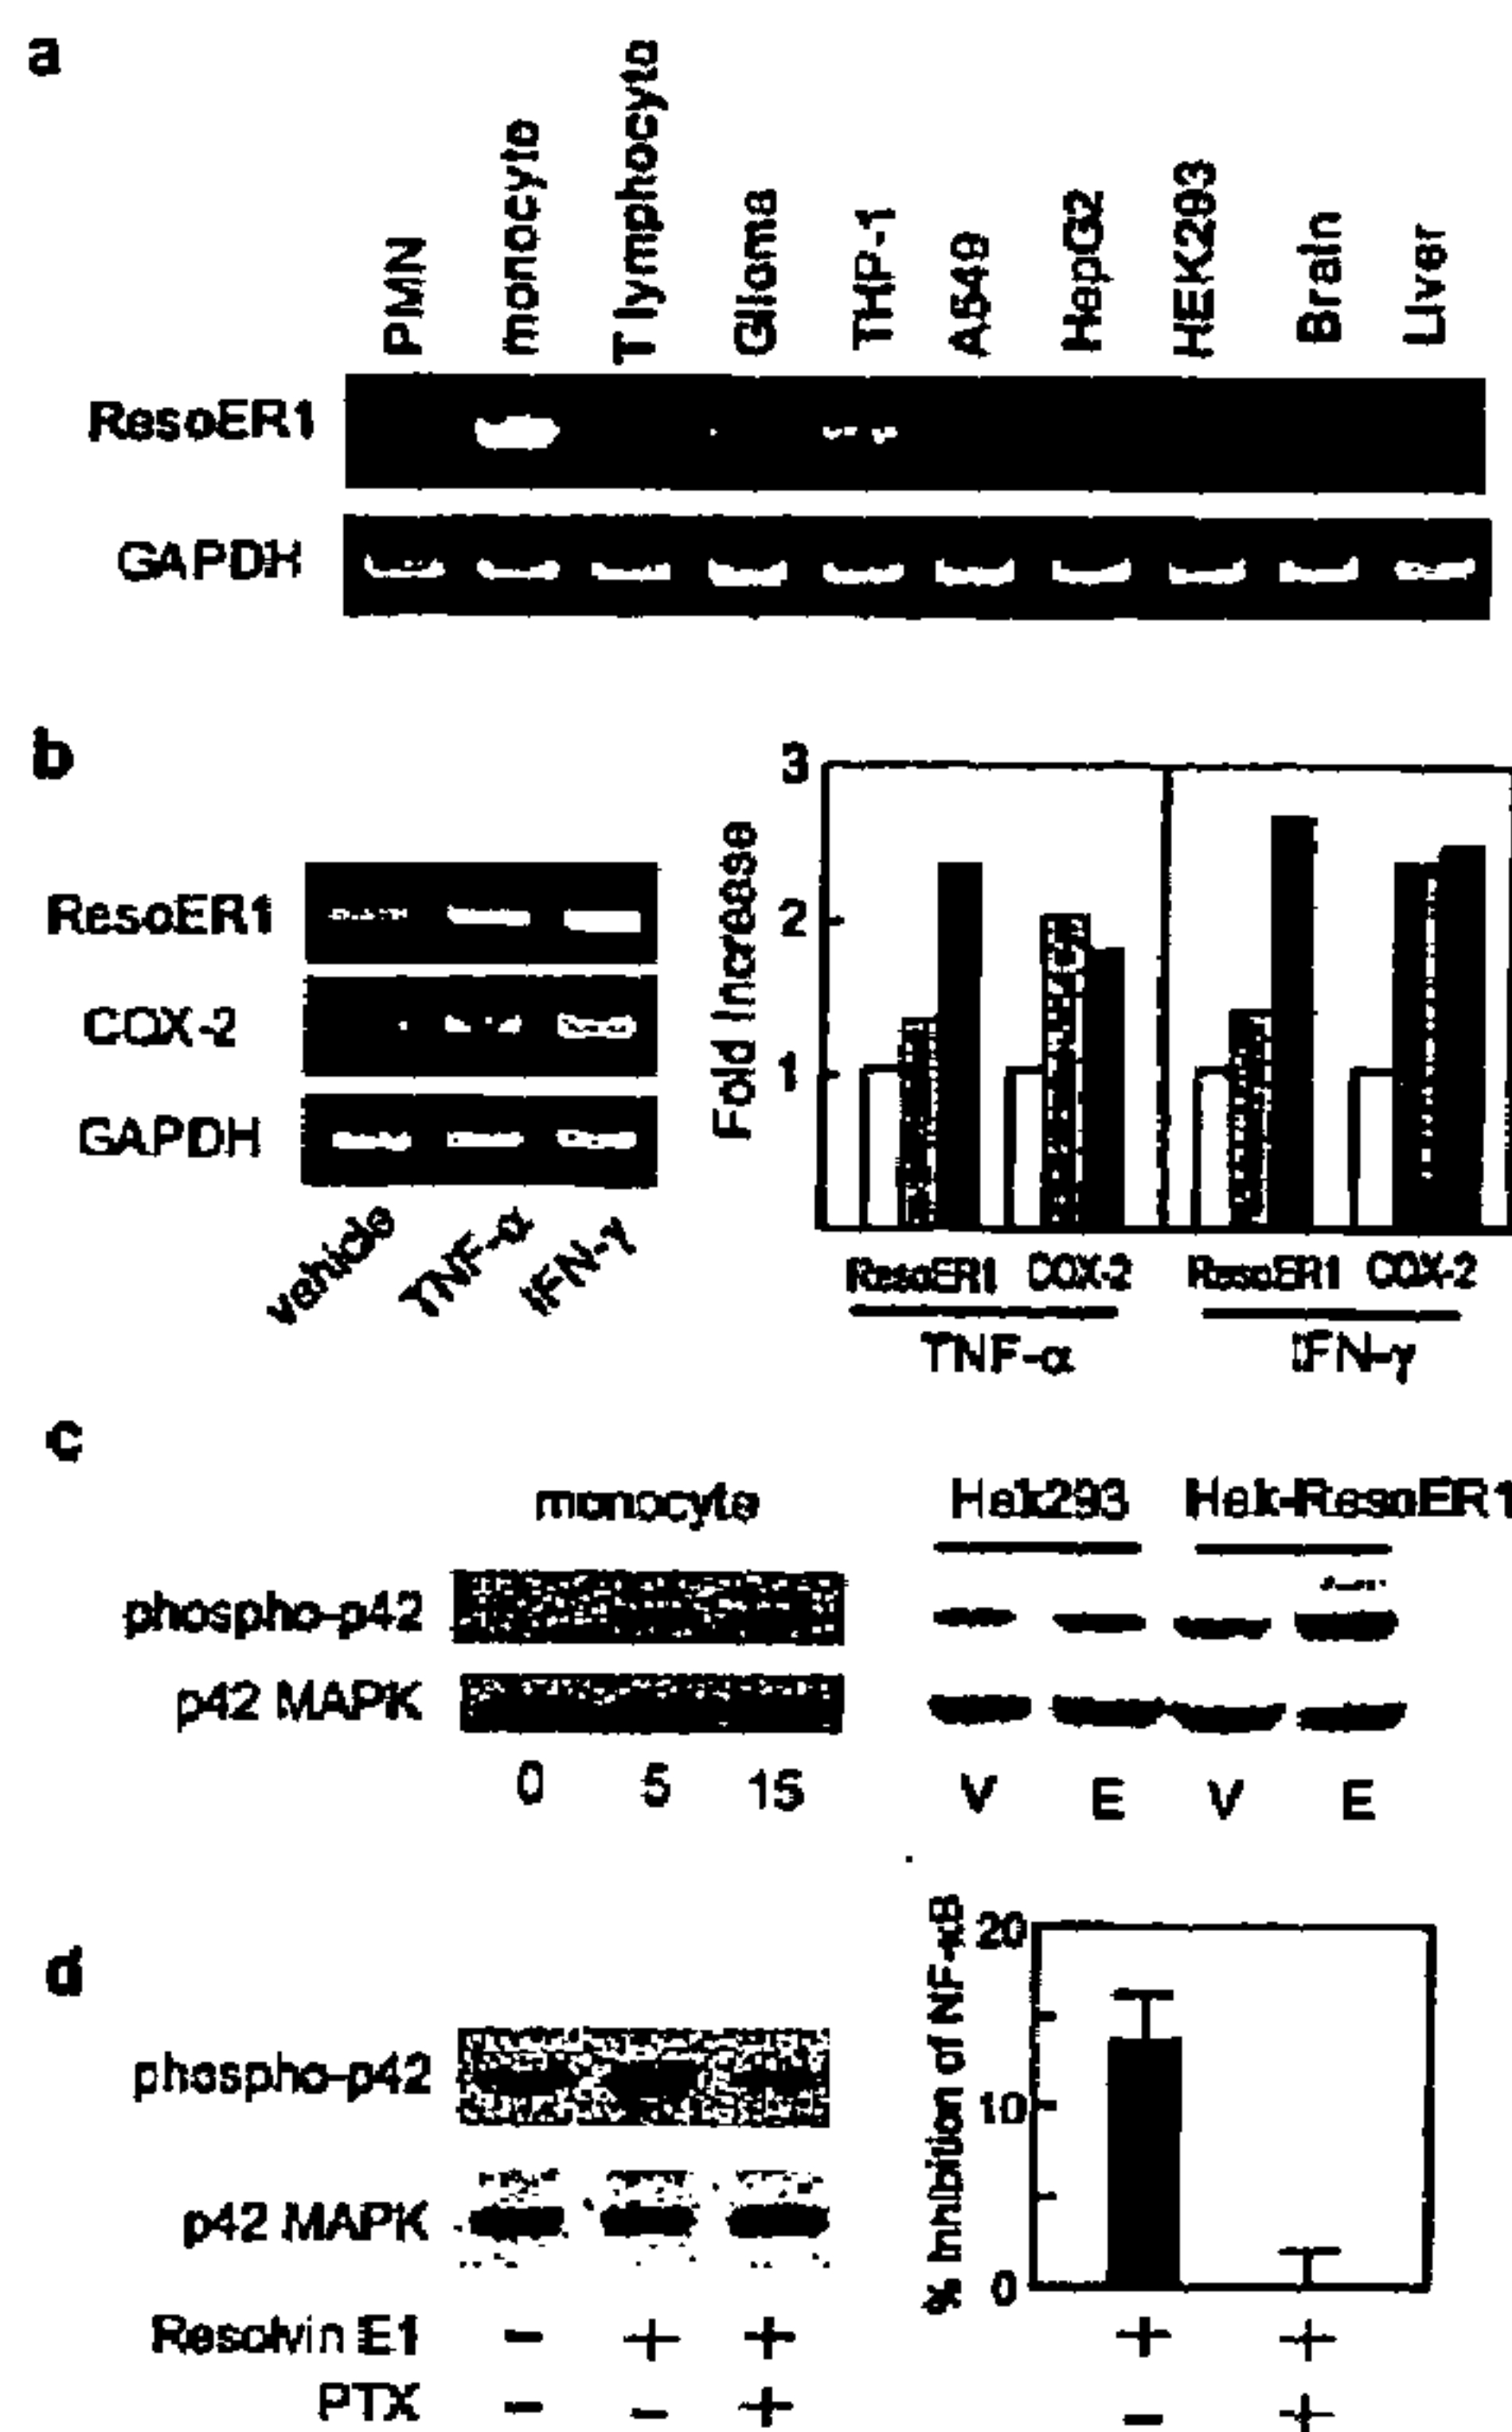 a
PMN
monocyte
T lymphocyte
Glioma
THP-1
A549
HepG2
HEK293
Brain
Liver
ResoER1
GAPDH
b
ResoER1
COX-2
GAPDH
vehicle
TNF-α
IFN-γ
Fold Increase
3
2
1
ResoER1 COX-2 ResoER1 COX-2
TNF-α IFN-γ
c
monocyte Hek293 Hek-ResoER1
phospho-p42
p42 MAPK
0 5 15 V E V E
d
phospho-p42
p42 MAPK
Resolvin E1 - + +
PTX - - +
% Inhibition of NF-κB
20
10
0
+ +
- +